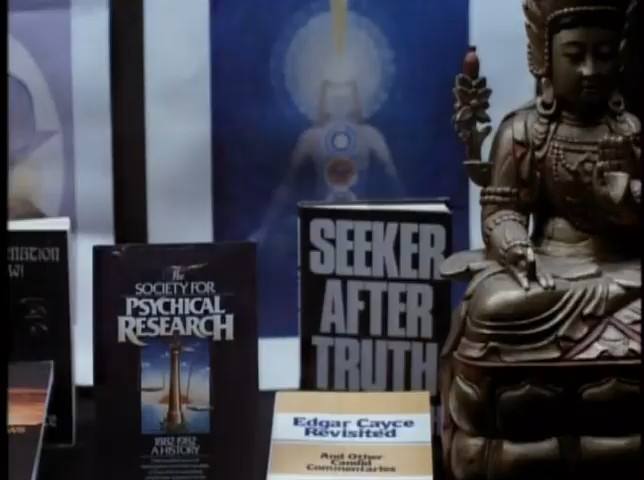 The
SOCIETY FOR
PSYCHICAL
RESEARCH
1882-1982
A HISTORY
SEEKER
AFTER
TRUTH
Edgar Cayce
Revisited
And Other
Candid
Commentaries